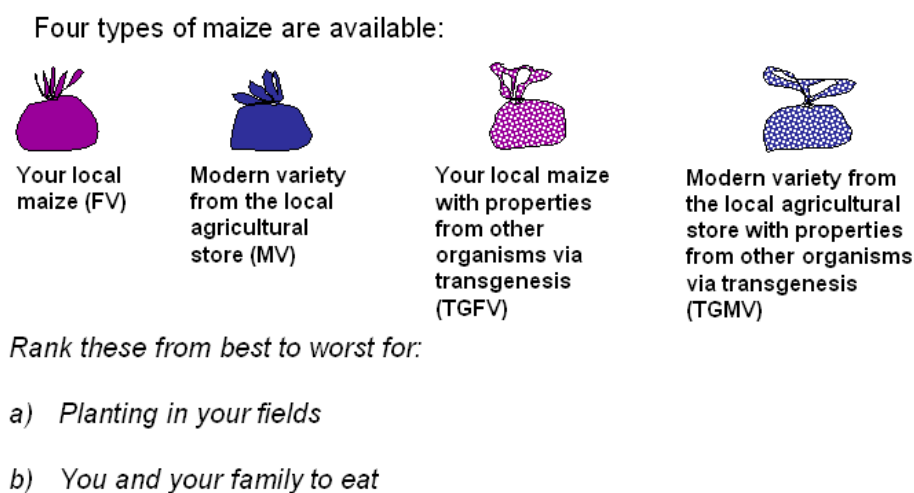 Four types of maize are available:
Your local
maize (FV)
Modern variety
from the local
agricultural
store (MV)
Your local maize
with properties
from other
organisms via
transgenesis
(TGFV)
Modern variety from
the local agricultural
store with properties
from other organisms
via transgenesis
(TGMV)
Rank these from best to worst for:
a) Planting in your fields
b) You and your family to eat